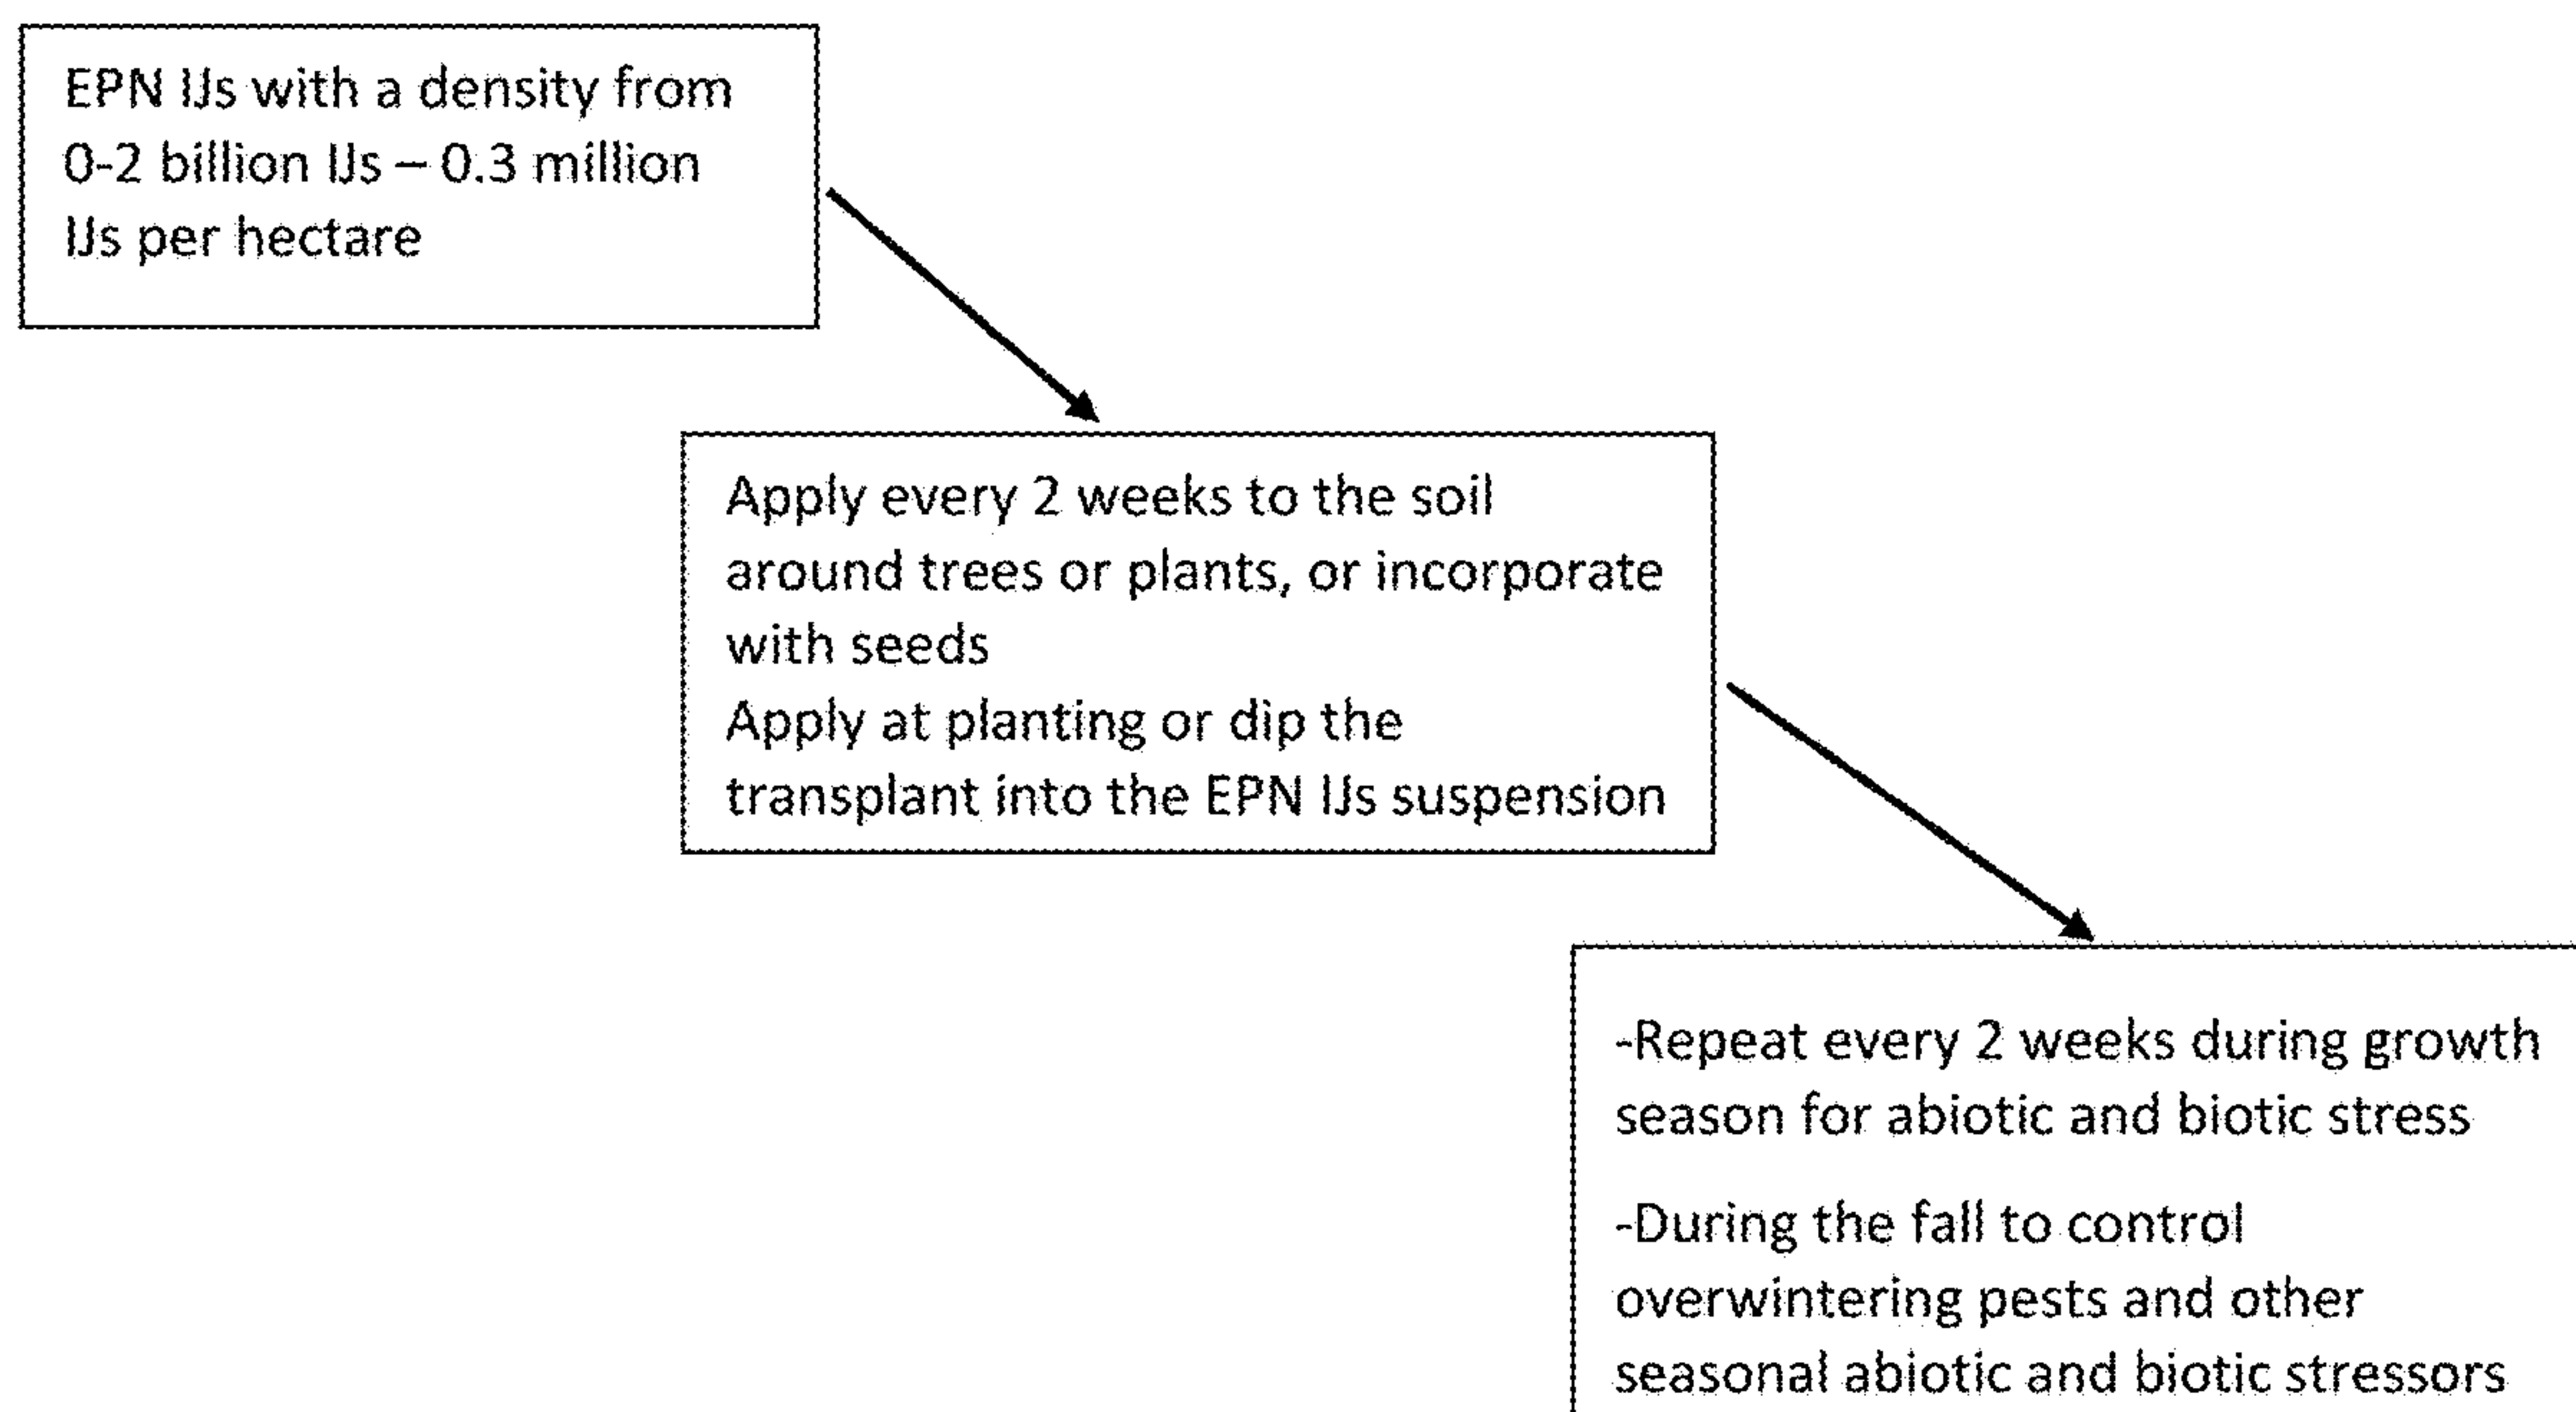 EPN IJs with a density from
0-2 billion IJs – 0.3 million
IJs per hectare
Apply every 2 weeks to the soil
around trees or plants, or incorporate
with seeds
Apply at planting or dip the
transplant into the EPN IJs suspension
-Repeat every 2 weeks during growth
season for abiotic and biotic stress
-During the fall to control
overwintering pests and other
seasonal abiotic and biotic stressors